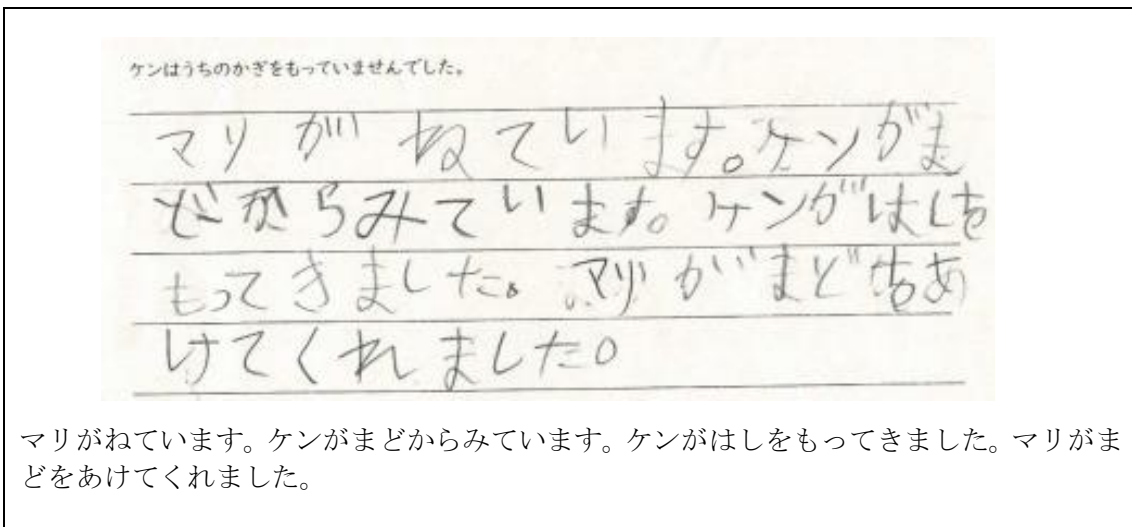 ケンはうちのかぎをもっていませんでした。
マリがねています。ケンがま
どからみています。ケンがはしを
もってきました。マリがまどをあ
けてくれました。
マリがねています。ケンがまどからみています。ケンがはしをもってきました。マリがま
どをあけてくれました。